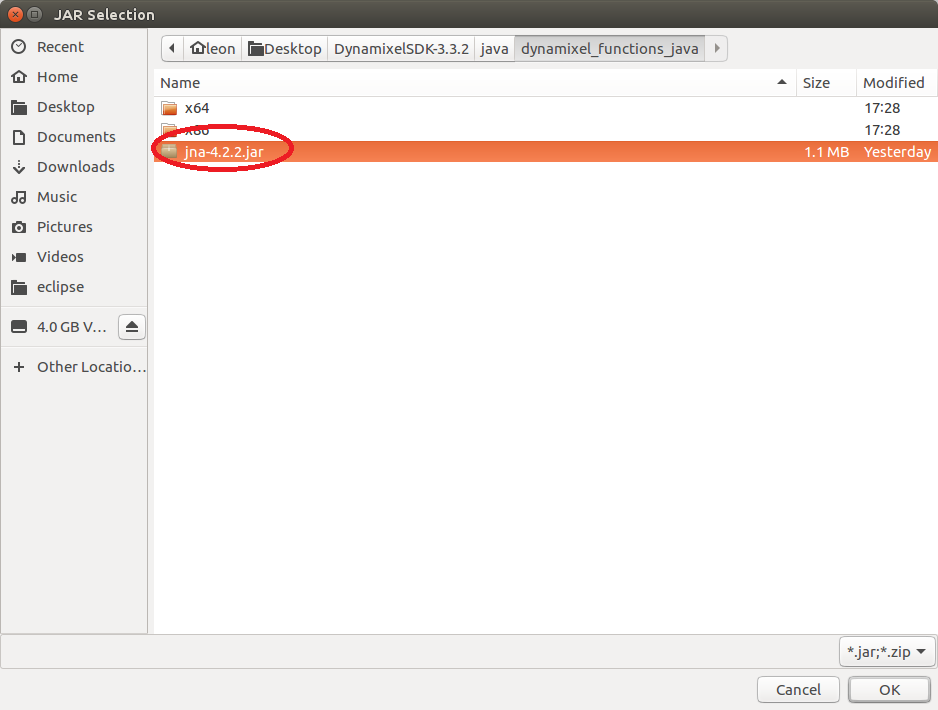 JAR Selection
Recent
Home
Desktop
Documents
Downloads
Music
Pictures
Videos
eclipse
4.0 GB V...
Other Locatio...
leon Desktop DynamixelSDK-3.3.2 java dynamixel_functions_java
Name Size Modified
x64 17:28
x86 17:28
jna-4.2.2.jar 1.1 MB Yesterday
*.jar;*.zip
Cancel OK